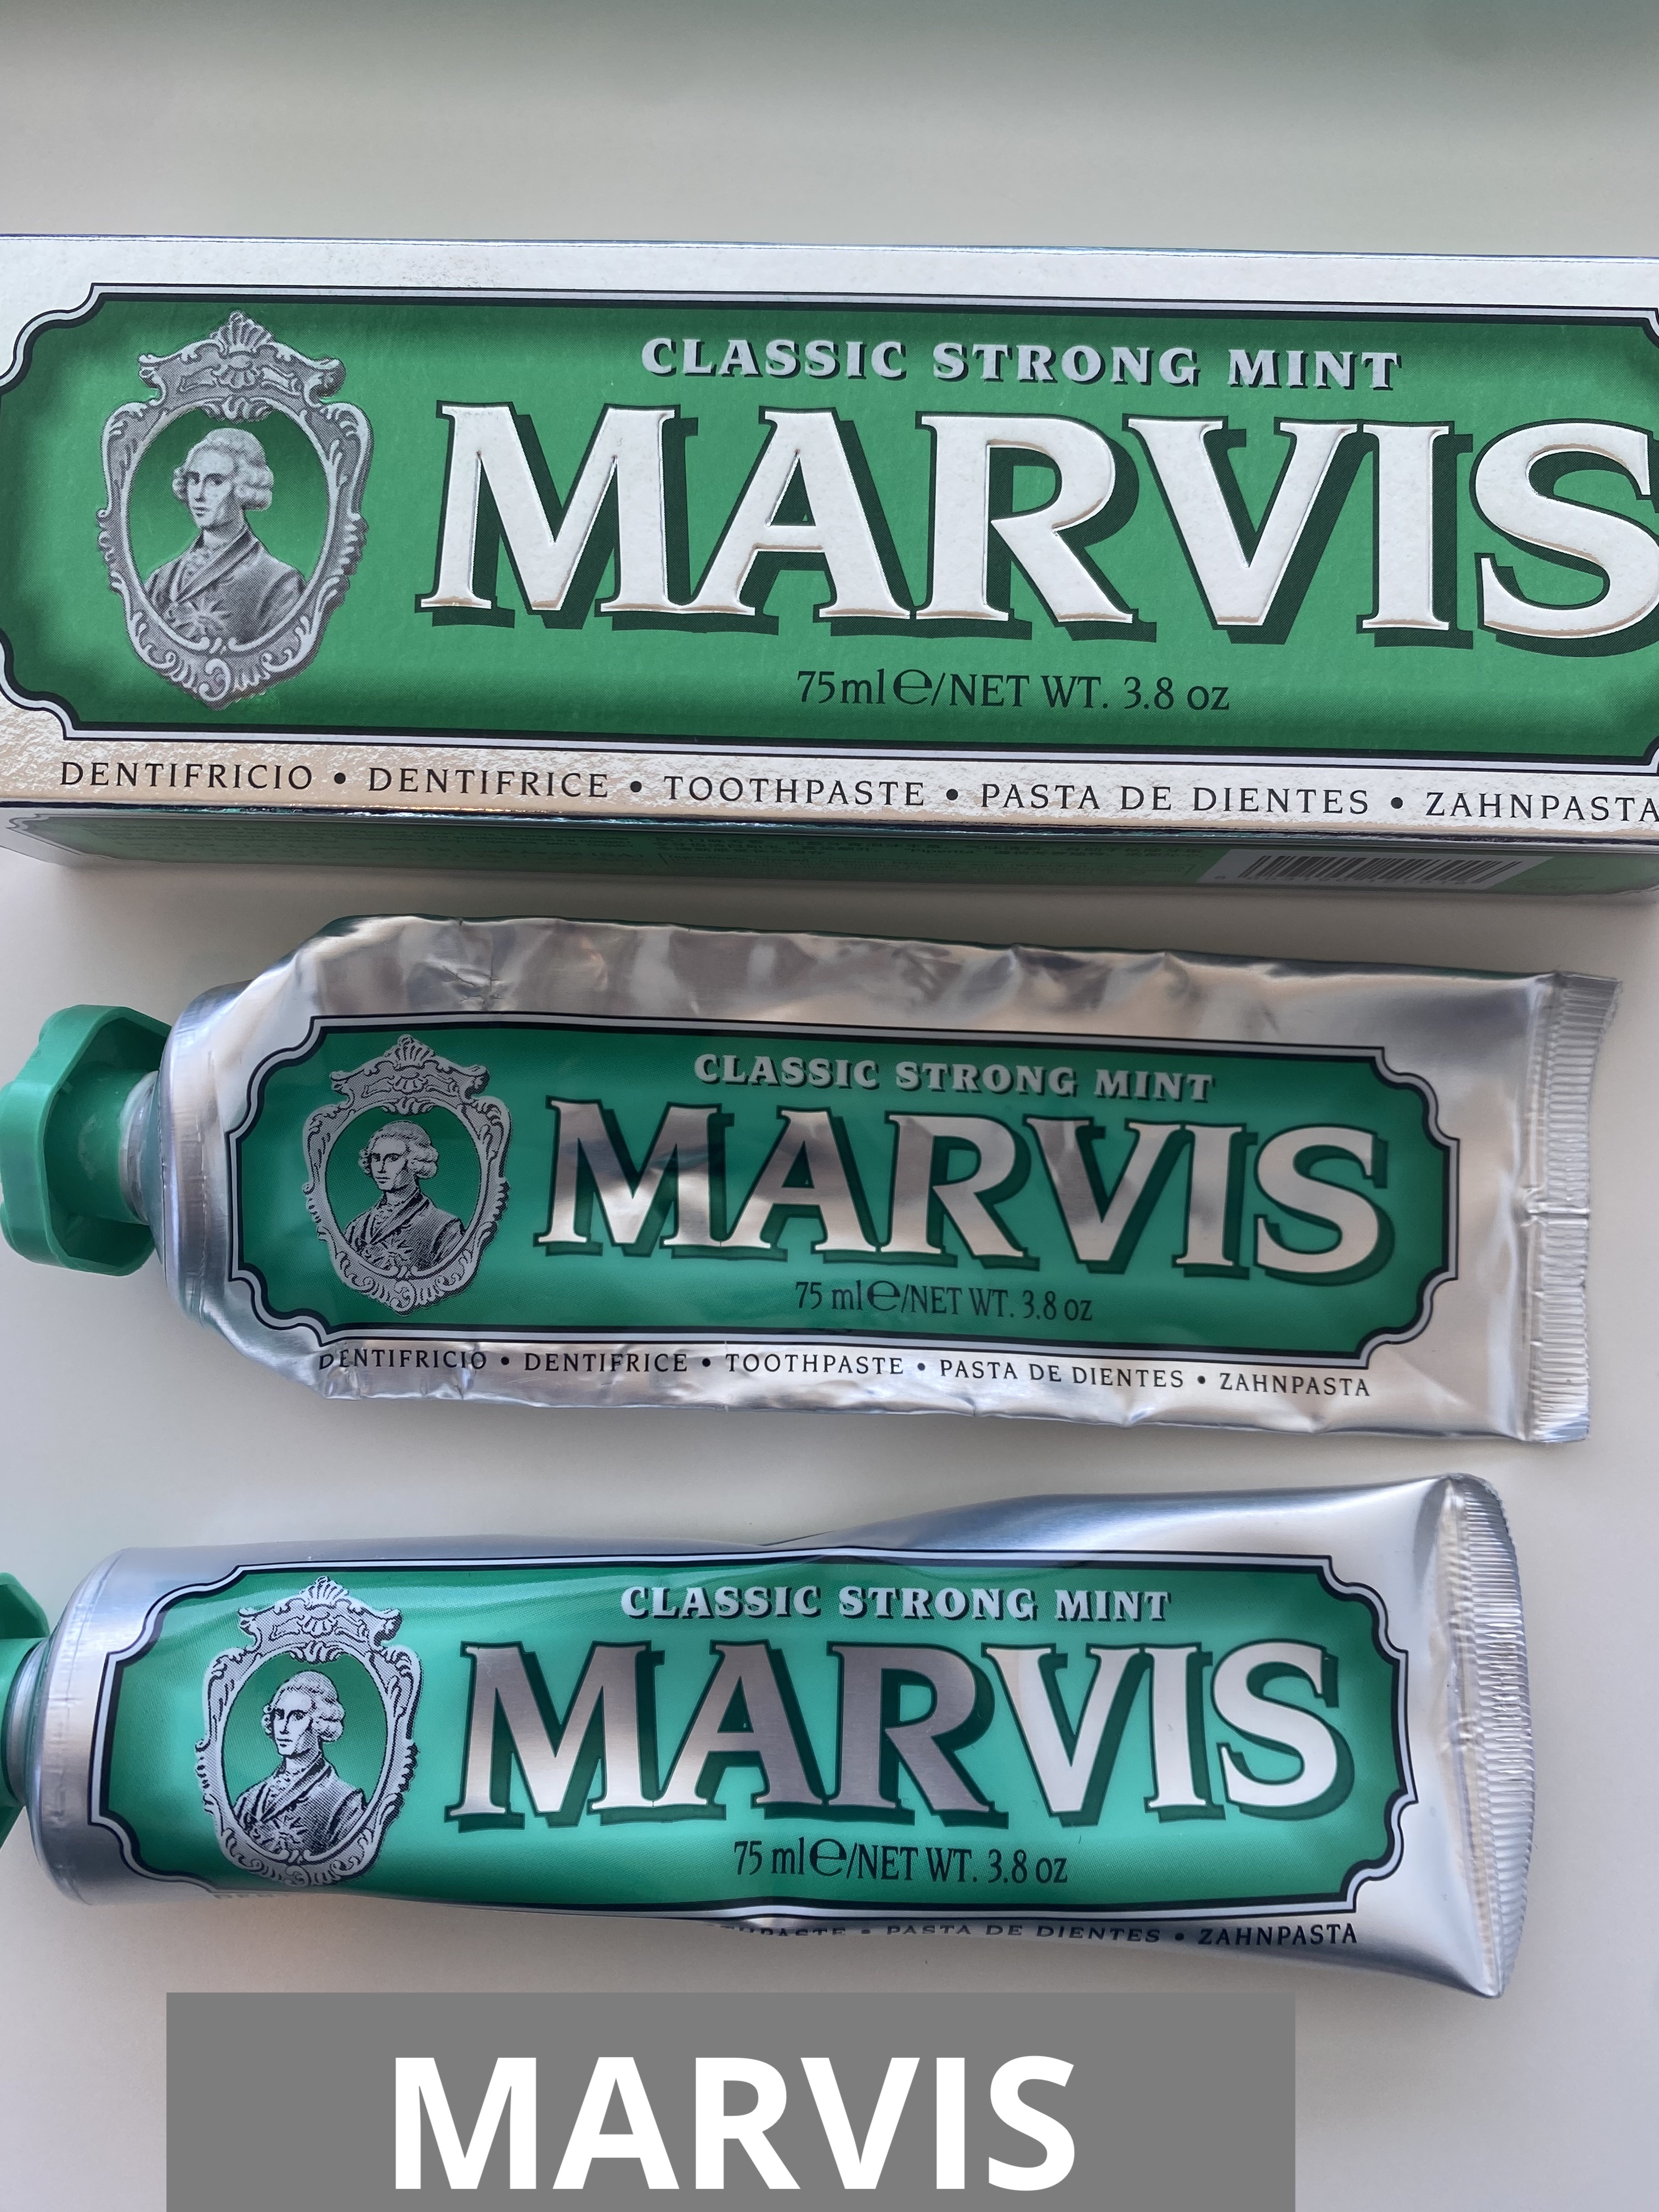 CLASSIC STRONG MINT
MARVIS
75ml℮/NET WT. 3.8 oz
DENTIFRICIO • DENTIFRICE • TOOTHPASTE • PASTA DE DIENTES • ZAHNPASTA
CLASSIC STRONG MINT
MARVIS
75 ml℮/NET WT. 3.8 oz
DENTIFRICIO • DENTIFRICE • TOOTHPASTE • PASTA DE DIENTES • ZAHNPASTA
CLASSIC STRONG MINT
MARVIS
75 ml℮/NET WT. 3.8 oz
• PASTA DE DIENTES • ZAHNPASTA
MARVIS